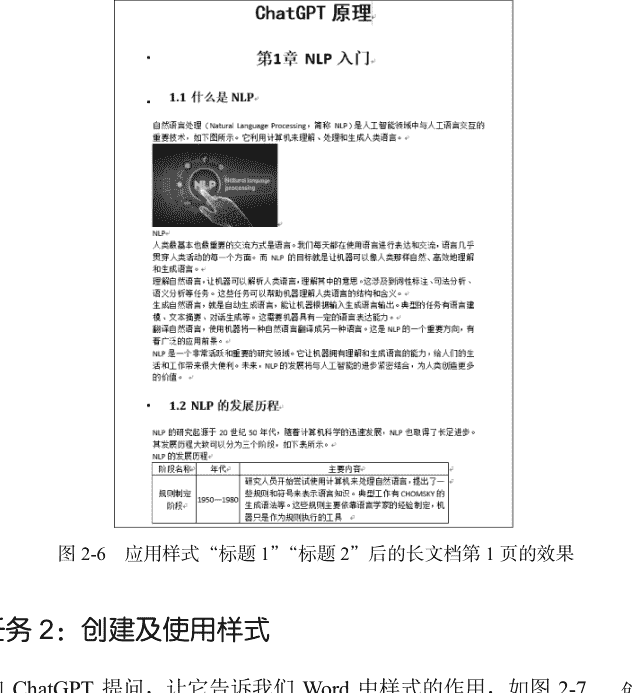 ChatGPT 原理
第1章 NLP 入门
1.1 什么是 NLP
自然语言处理（Natural Language Processing，简称 NLP）是人工智能领域中与人工语言交互的
重要技术，如下图所示。它利用计算机来理解、处理和生成人类语言。
NLP
Natural language
processing
NLP
人类最基本也最重要的交流方式是语言。我们每天都在使用语言进行表达和交流，语言几乎
贯穿人类活动的每一个方面。而 NLP 的目标就是让机器可以像人类那样自然、高效地理解
和生成语言。
理解自然语言，让机器可以解析人类语言，理解其中的意思。这涉及到词性标注、句法分析、
语义分析等任务。这些任务可以帮助机器理解人类语言的结构和含义。
生成自然语言，就是自动生成语言，能让机器根据输入生成语言输出。典型的任务有语言建
模、文本摘要、对话生成等。这需要机器具有一定的语言表达能力。
翻译自然语言，使用机器将一种自然语言翻译成另一种语言。这是 NLP 的一个重要方向，有
着广泛的应用前景。
NLP 是一个非常活跃和重要的研究领域。它让机器拥有理解和生成语言的能力，给人们的生
活和工作带来很大便利。未来，NLP 的发展将与人工智能的进步紧密结合，为人类创造更多
的价值。
1.2 NLP 的发展历程
NLP 的研究起源于 20 世纪 50 年代，随着计算机科学的迅速发展，NLP 也取得了长足进步。
其发展历程大致可以分为三个阶段，如下表所示。
NLP 的发展历程
阶段名称 年代 主要内容
规则制定
阶段
1950—1980
研究人员开始尝试使用计算机来处理自然语言，提出了一
些规则和符号来表示语言知识。典型工作有 CHOMSKY 的
生成语法等。这些规则主要依靠语言学家的经验制定，机
器只是作为规则执行的工具
图 2-6 应用样式“标题 1”“标题 2”后的长文档第 1 页的效果
任务 2：创建及使用样式
ChatGPT 提问，让它告诉我们 Word 中样式的作用，如图 2-7